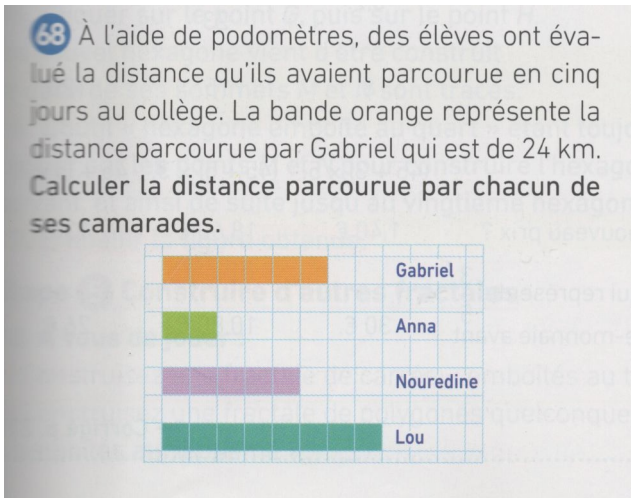 68 À l'aide de podomètres, des élèves ont éva-
lué la distance qu'ils avaient parcourue en cinq
jours au collège. La bande orange représente la
distance parcourue par Gabriel qui est de 24 km.
Calculer la distance parcourue par chacun de
ses camarades.
Gabriel
Anna
Nouredine
Lou